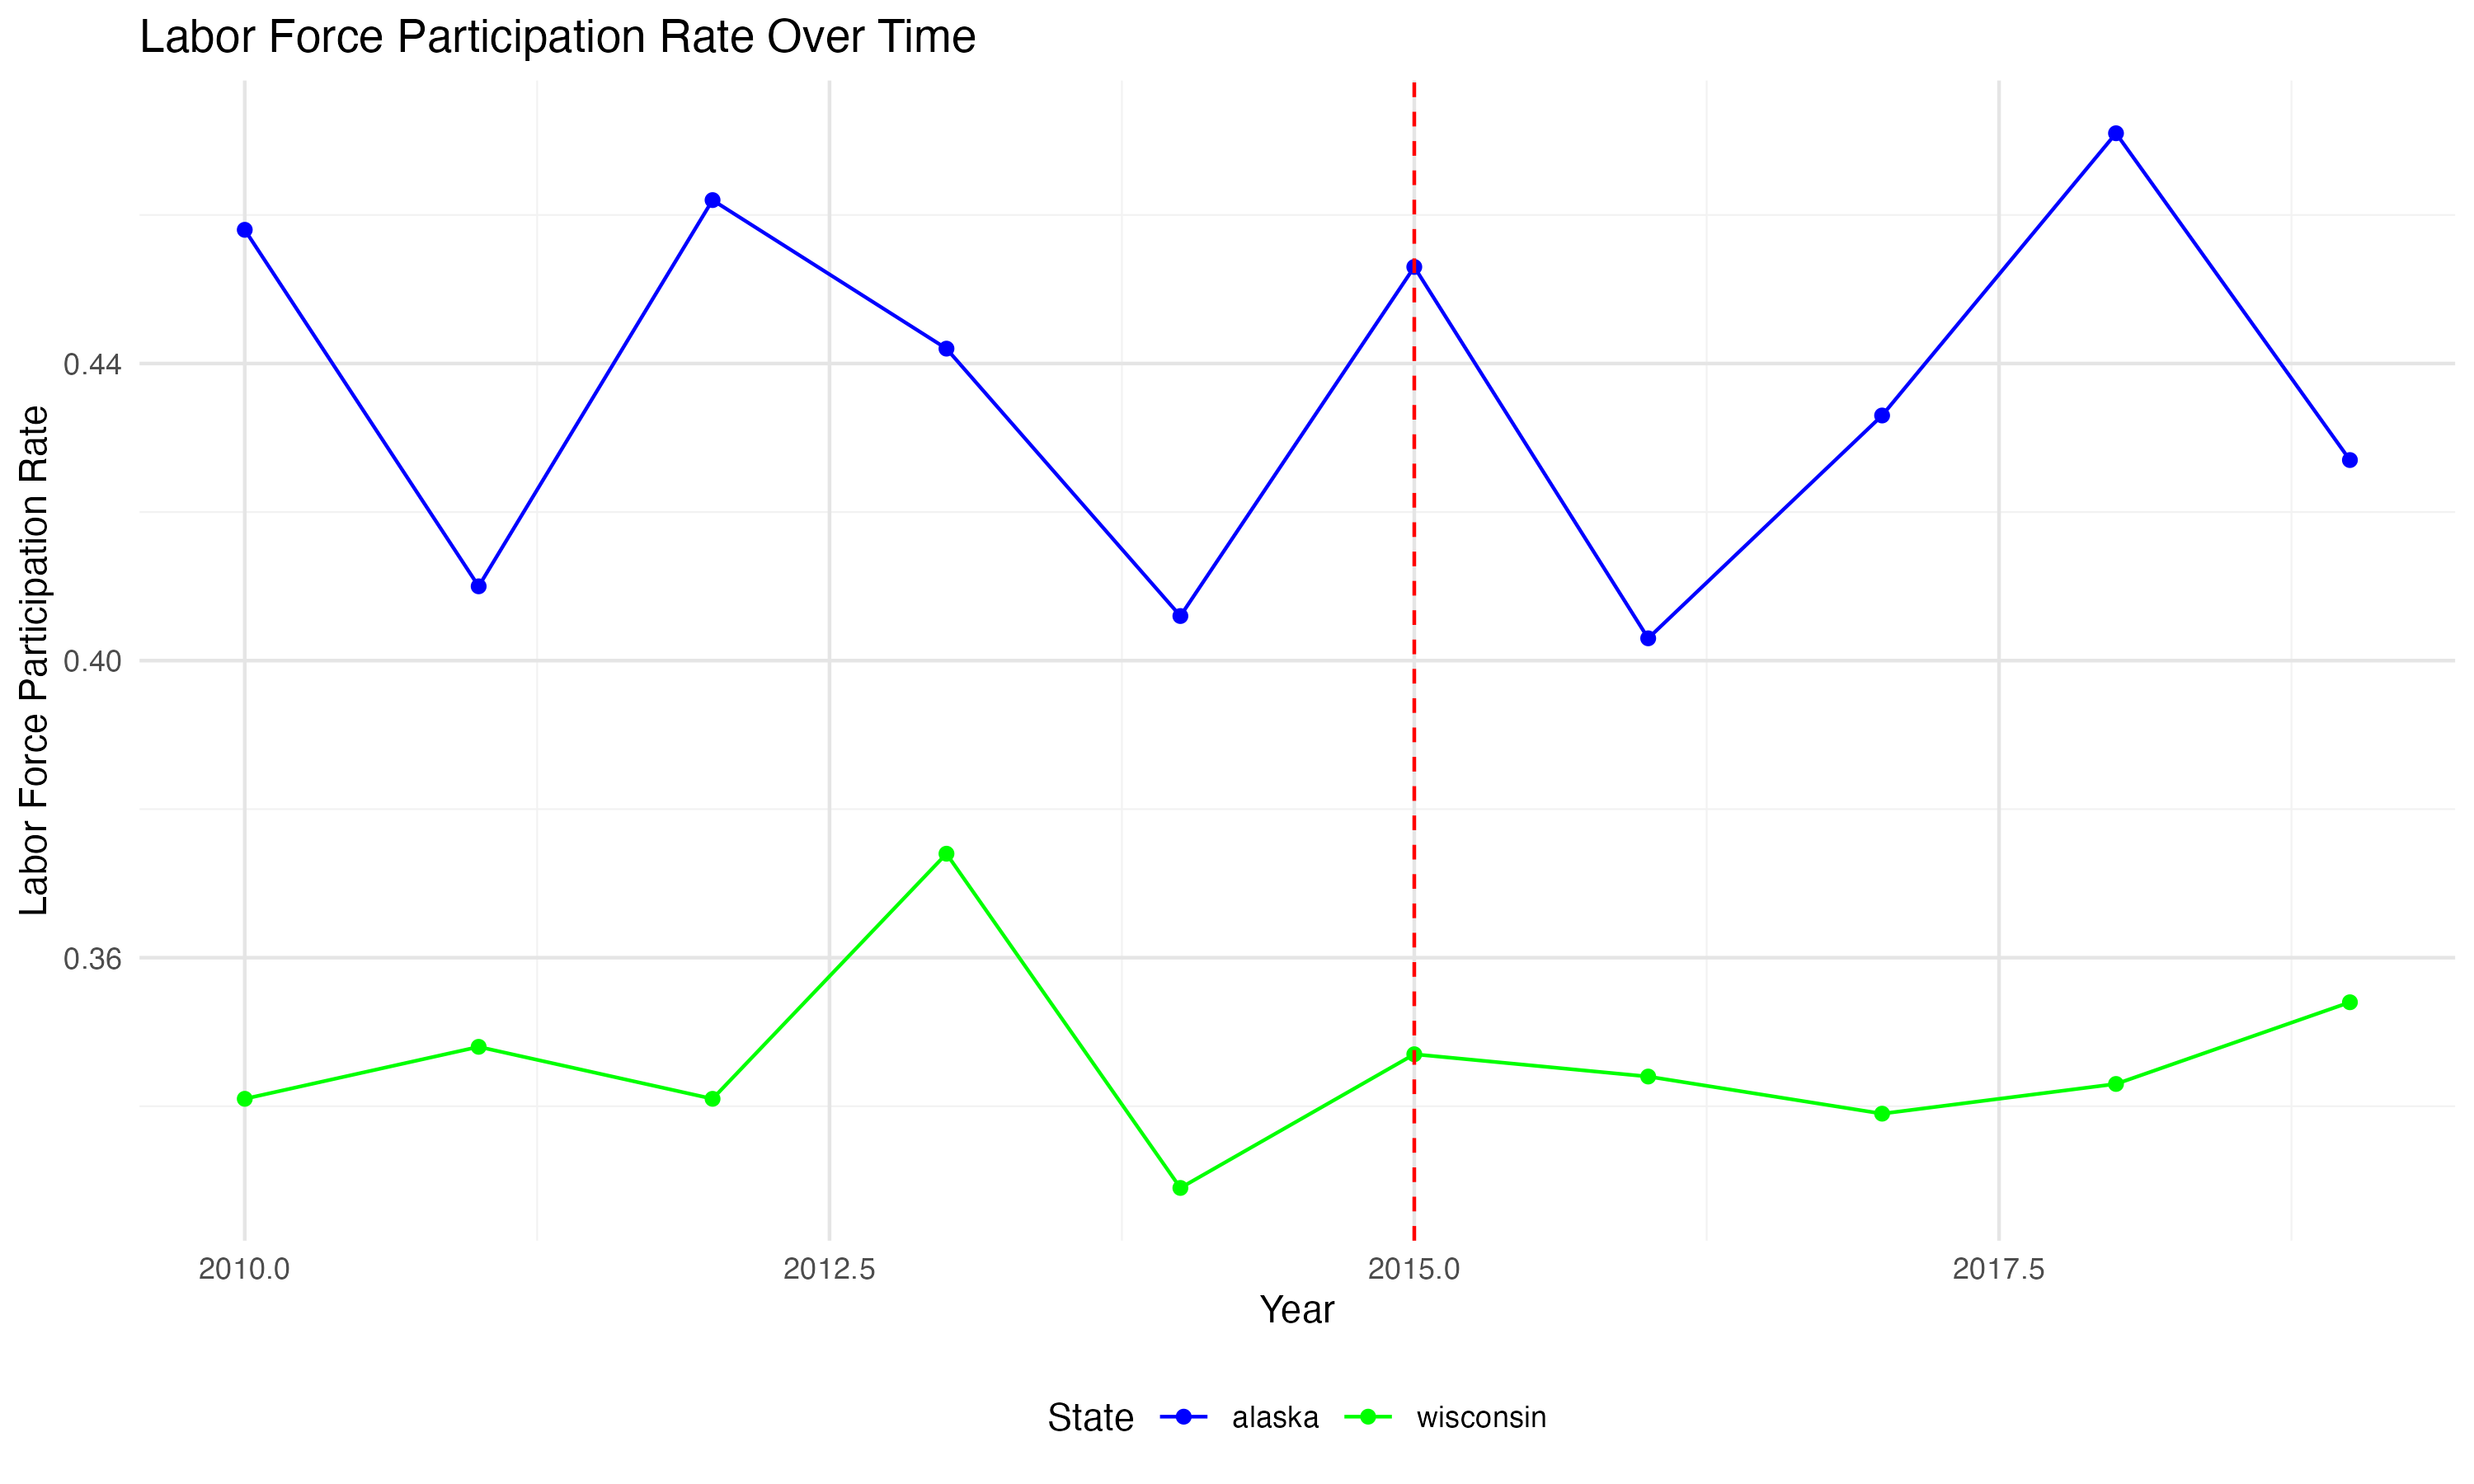 Labor Force Participation Rate Over Time
Labor Force Participation Rate
0.44
0.40
0.36
2010.0 2012.5 2015.0 2017.5
Year
State alaska wisconsin